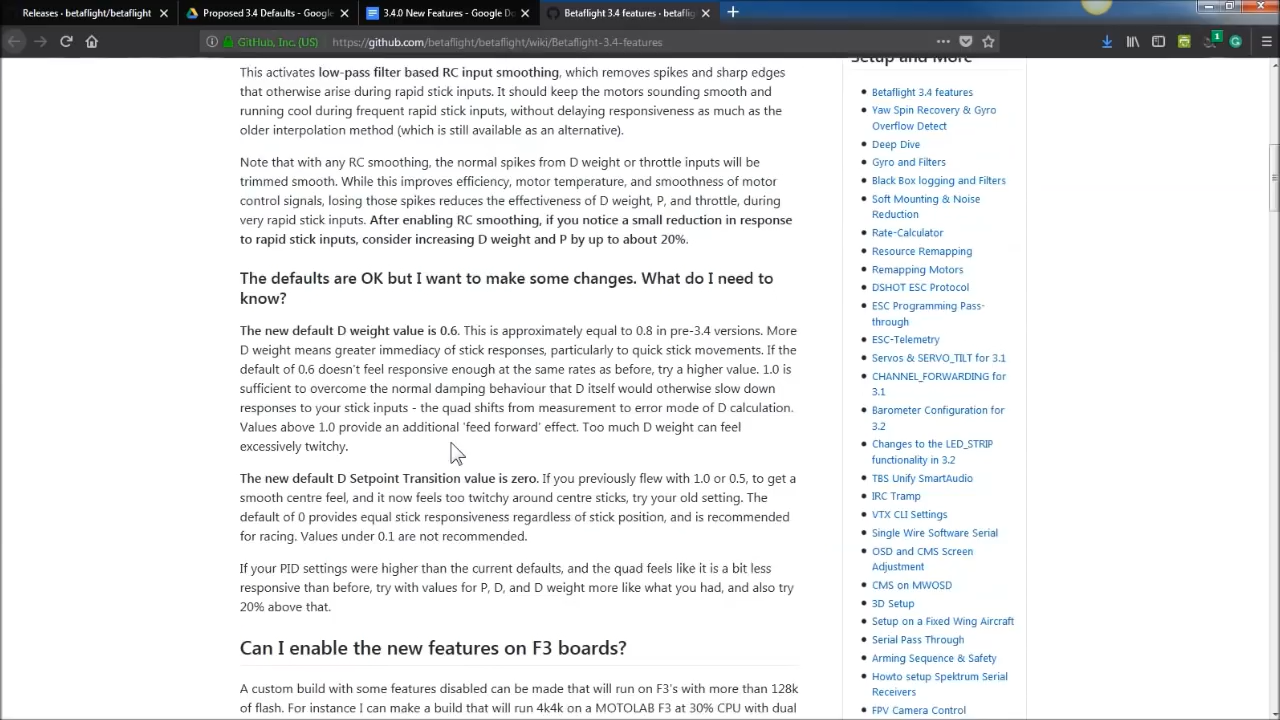 Releases · betaflight/betaflight
Proposed 3.4 Defaults - Google
3.4.0 New Features - Google Do
Betaflight 3.4 features · betaflig
GitHub, Inc. (US)
https://github.com/betaflight/betaflight/wiki/Betaflight-3.4-features
This activates low-pass filter based RC input smoothing, which removes spikes and sharp edges
that otherwise arise during rapid stick inputs. It should keep the motors sounding smooth and
running cool during frequent rapid stick inputs, without delaying responsiveness as much as the
older interpolation method (which is still available as an alternative).
Note that with any RC smoothing, the normal spikes from D weight or throttle inputs will be
trimmed smooth. While this improves efficiency, motor temperature, and smoothness of motor
control signals, losing those spikes reduces the effectiveness of D weight, P, and throttle, during
very rapid stick inputs. After enabling RC smoothing, if you notice a small reduction in response
to rapid stick inputs, consider increasing D weight and P by up to about 20%.
The defaults are OK but I want to make some changes. What do I need to
know?
The new default D weight value is 0.6. This is approximately equal to 0.8 in pre-3.4 versions. More
D weight means greater immediacy of stick responses, particularly to quick stick movements. If the
default of 0.6 doesn't feel responsive enough at the same rates as before, try a higher value. 1.0 is
sufficient to overcome the normal damping behaviour that D itself would otherwise slow down
responses to your stick inputs - the quad shifts from measurement to error mode of D calculation.
Values above 1.0 provide an additional 'feed forward' effect. Too much D weight can feel
excessively twitchy.
The new default D Setpoint Transition value is zero. If you previously flew with 1.0 or 0.5, to get a
smooth centre feel, and it now feels too twitchy around centre sticks, try your old setting. The
default of 0 provides equal stick responsiveness regardless of stick position, and is recommended
for racing. Values under 0.1 are not recommended.
If your PID settings were higher than the current defaults, and the quad feels like it is a bit less
responsive than before, try with values for P, D, and D weight more like what you had, and also try
20% above that.
Can I enable the new features on F3 boards?
A custom build with some features disabled can be made that will run on F3's with more than 128k
of flash. For instance I can make a build that will run 4k4k on a MOTOLAB F3 at 30% CPU with dual
Setup and More
Betaflight 3.4 features
Yaw Spin Recovery & Gyro
Overflow Detect
Deep Dive
Gyro and Filters
Black Box logging and Filters
Soft Mounting & Noise
Reduction
Rate-Calculator
Resource Remapping
Remapping Motors
DSHOT ESC Protocol
ESC Programming Pass-
through
ESC-Telemetry
Servos & SERVO_TILT for 3.1
CHANNEL_FORWARDING for
3.1
Barometer Configuration for
3.2
Changes to the LED_STRIP
functionality in 3.2
TBS Unify SmartAudio
IRC Tramp
VTX CLI Settings
Single Wire Software Serial
OSD and CMS Screen
Adjustment
CMS on MWOSD
3D Setup
Setup on a Fixed Wing Aircraft
Serial Pass Through
Arming Sequence & Safety
Howto setup Spektrum Serial
Receivers
FPV Camera Control